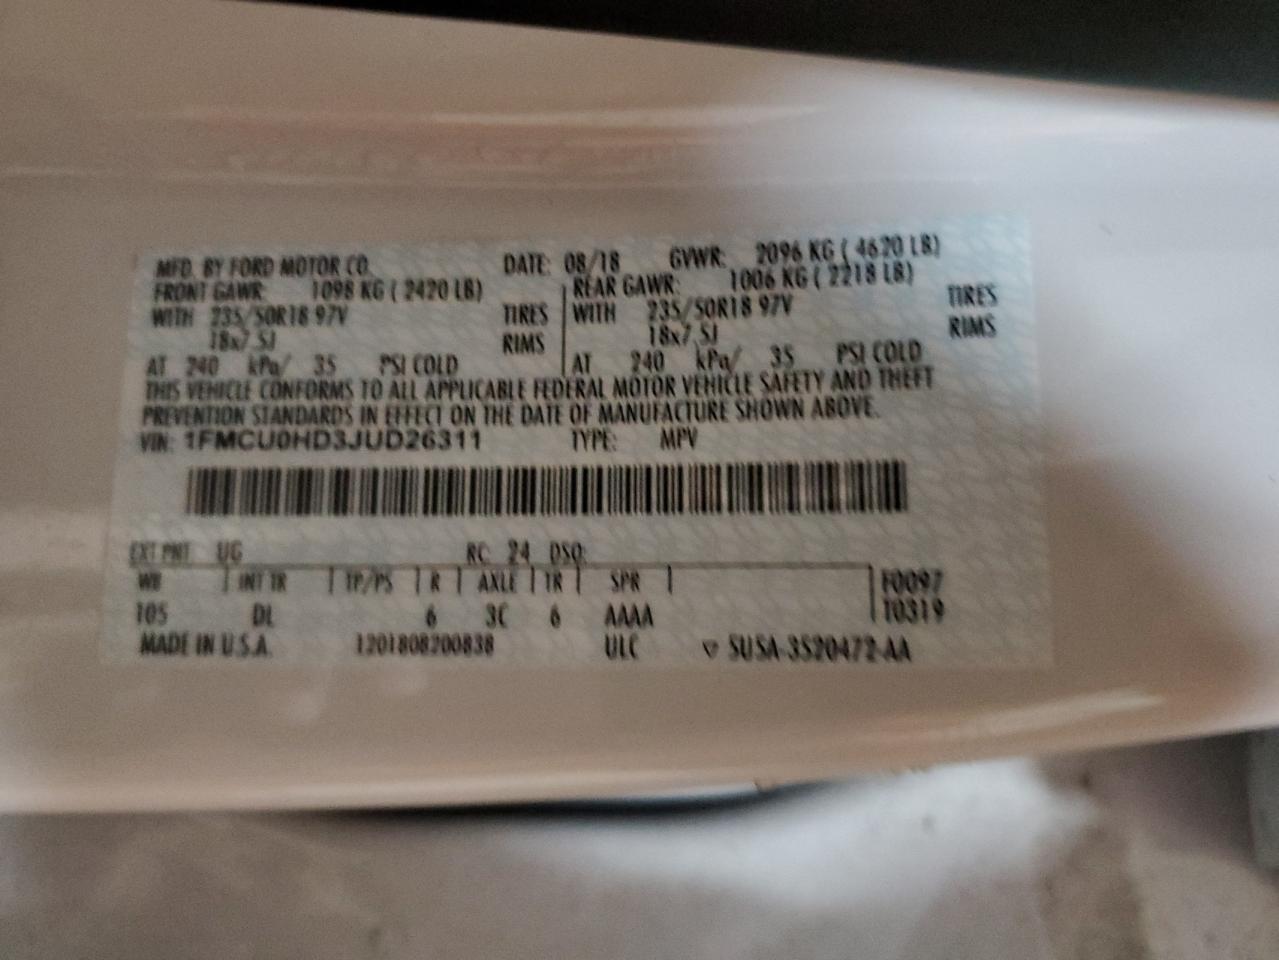 MFD. BY FORD MOTOR CO. DATE: 08/18 GVWR: 2096 KG ( 4620 LB)
FRONT GAWR: 1098 KG ( 2420 LB) REAR GAWR: 1006 KG ( 2218 LB)
WITH 235/50R18 97V TIRES WITH 235/50R18 97V TIRES
18x7.5J RIMS 18x7.5J RIMS
AT 240 kPa/ 35 PSI COLD AT 240 kPa/ 35 PSI COLD
THIS VEHICLE CONFORMS TO ALL APPLICABLE FEDERAL MOTOR VEHICLE SAFETY AND THEFT
PREVENTION STANDARDS IN EFFECT ON THE DATE OF MANUFACTURE SHOWN ABOVE.
VIN: 1FMCU0HD3JUD26311 TYPE: MPV
EXT PNT: UG RC: 24 DSO:
WB INT TR TP/PS R AXLE TR SPR F0097
105 DL 6 3C 6 AAAA T0319
MADE IN U.S.A. 1201808200838 ULC ▽ 5U5A-3520472-AA